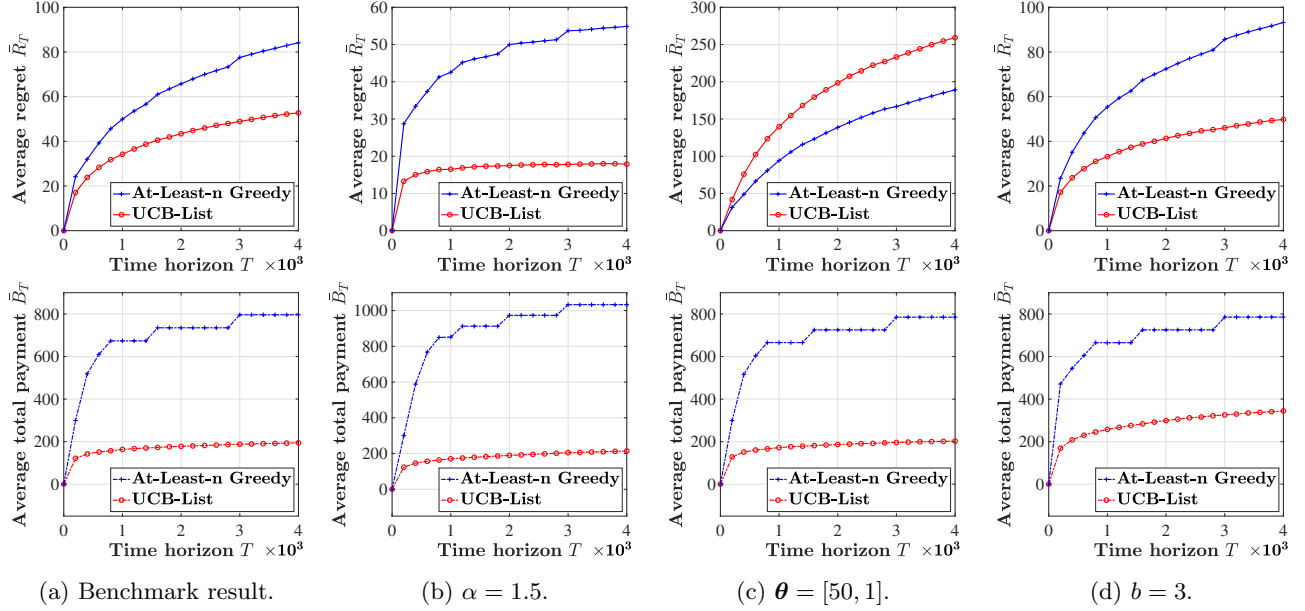 Average regret R̄_T
100
80
60
40
20
0
At-Least-n Greedy
UCB-List
0 1 2 3 4
Time horizon T ×10³
Average regret R̄_T
60
50
40
30
20
10
0
At-Least-n Greedy
UCB-List
0 1 2 3 4
Time horizon T ×10³
Average regret R̄_T
300
250
200
150
100
50
0
At-Least-n Greedy
UCB-List
0 1 2 3 4
Time horizon T ×10³
Average regret R̄_T
100
80
60
40
20
0
At-Least-n Greedy
UCB-List
0 1 2 3 4
Time horizon T ×10³
Average total payment B̄_T
800
600
400
200
0
At-Least-n Greedy
UCB-List
0 1 2 3 4
Time horizon T ×10³
Average total payment B̄_T
1000
800
600
400
200
0
At-Least-n Greedy
UCB-List
0 1 2 3 4
Time horizon T ×10³
Average total payment B̄_T
800
600
400
200
0
At-Least-n Greedy
UCB-List
0 1 2 3 4
Time horizon T ×10³
Average total payment B̄_T
800
600
400
200
0
At-Least-n Greedy
UCB-List
0 1 2 3 4
Time horizon T ×10³
(a) Benchmark result.
(b) α = 1.5.
(c) θ = [50, 1].
(d) b = 3.